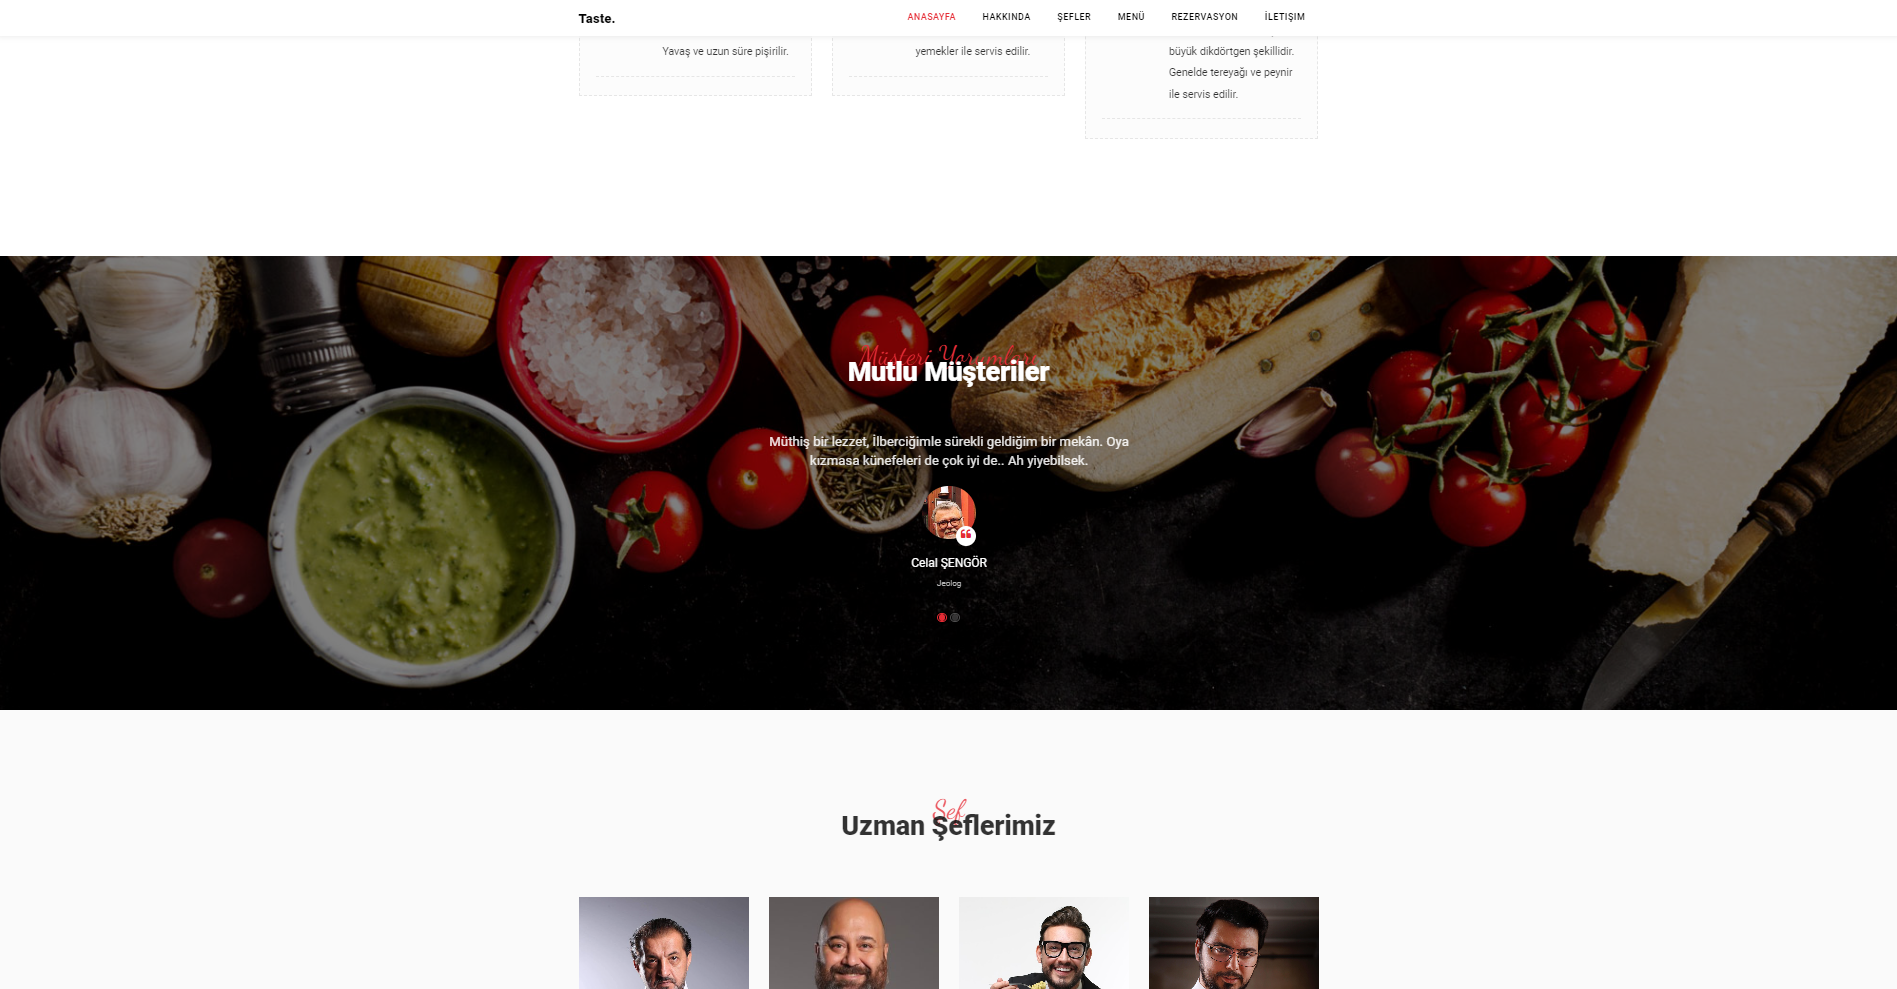 Taste.
ANASAYFA HAKKINDA ŞEFLER MENÜ REZERVASYON İLETIŞIM
Yavaş ve uzun süre pişirilir.
yemekler ile servis edilir.
büyük dikdörtgen şekillidir.
Genelde tereyağı ve peynir
ile servis edilir.
Müşteri Yorumları
Mutlu Müşteriler
Müthiş bir lezzet, İlberciğimle sürekli geldiğim bir mekân. Oya
kızmasa künefeleri de çok iyi de.. Ah yiyebilsek.
Celal ŞENGÖR
Jeolog
Şef
Uzman Şeflerimiz